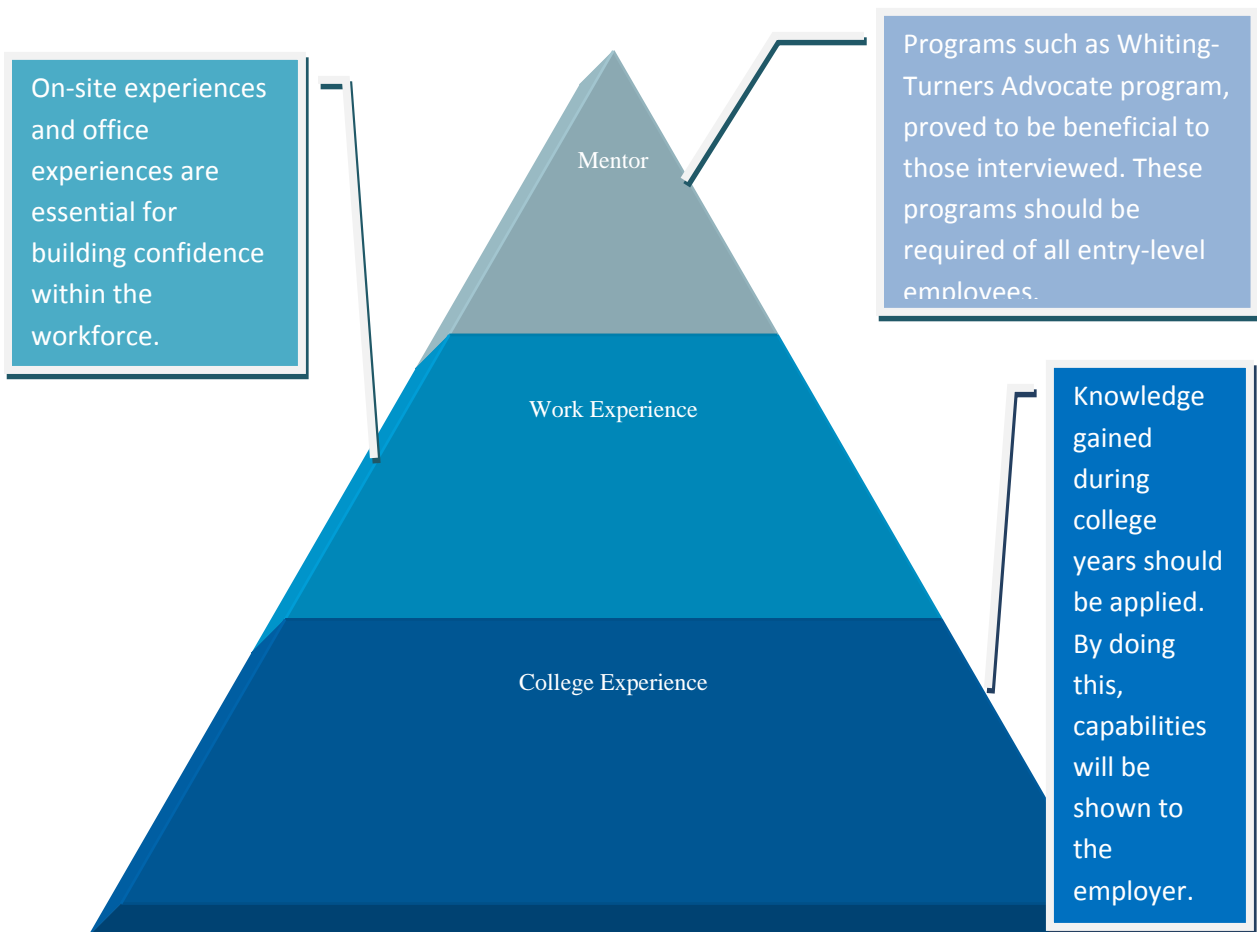 On-site experiences
and office
experiences are
essential for
building confidence
within the
workforce.
Programs such as Whiting-
Turners Advocate program,
proved to be beneficial to
those interviewed. These
programs should be
required of all entry-level
employees.
Mentor
Work Experience
College Experience
Knowledge
gained
during
college
years should
be applied.
By doing
this,
capabilities
will be
shown to
the
employer.